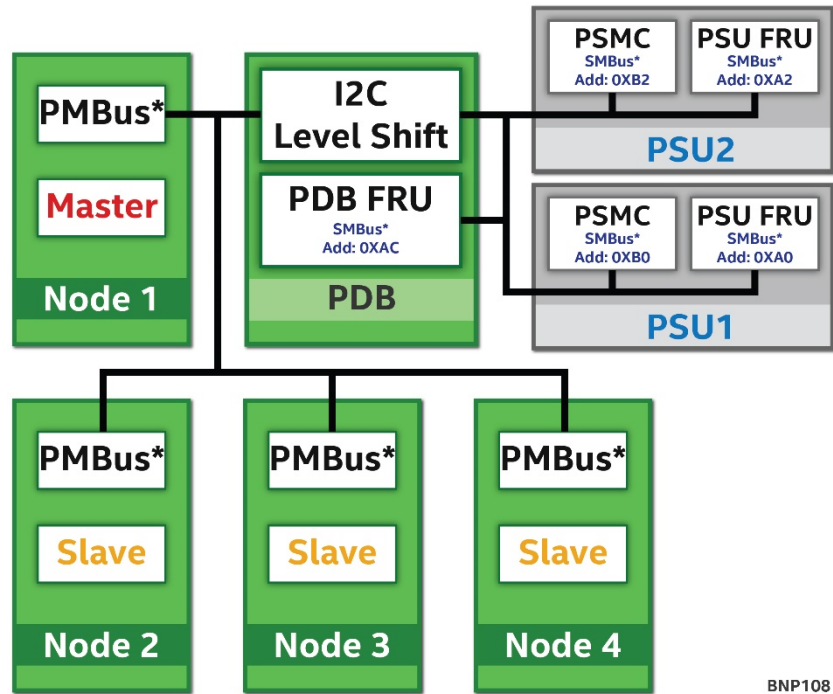 PMBus*
Master
Node 1
I2C
Level Shift
PDB FRU
SMBus*
Add: 0XAC
PDB
PSMC
SMBus*
Add: 0XB2
PSU FRU
SMBus*
Add: 0XA2
PSU2
PSMC
SMBus*
Add: 0XB0
PSU FRU
SMBus*
Add: 0XA0
PSU1
PMBus*
Slave
Node 2
PMBus*
Slave
Node 3
PMBus*
Slave
Node 4
BNP108